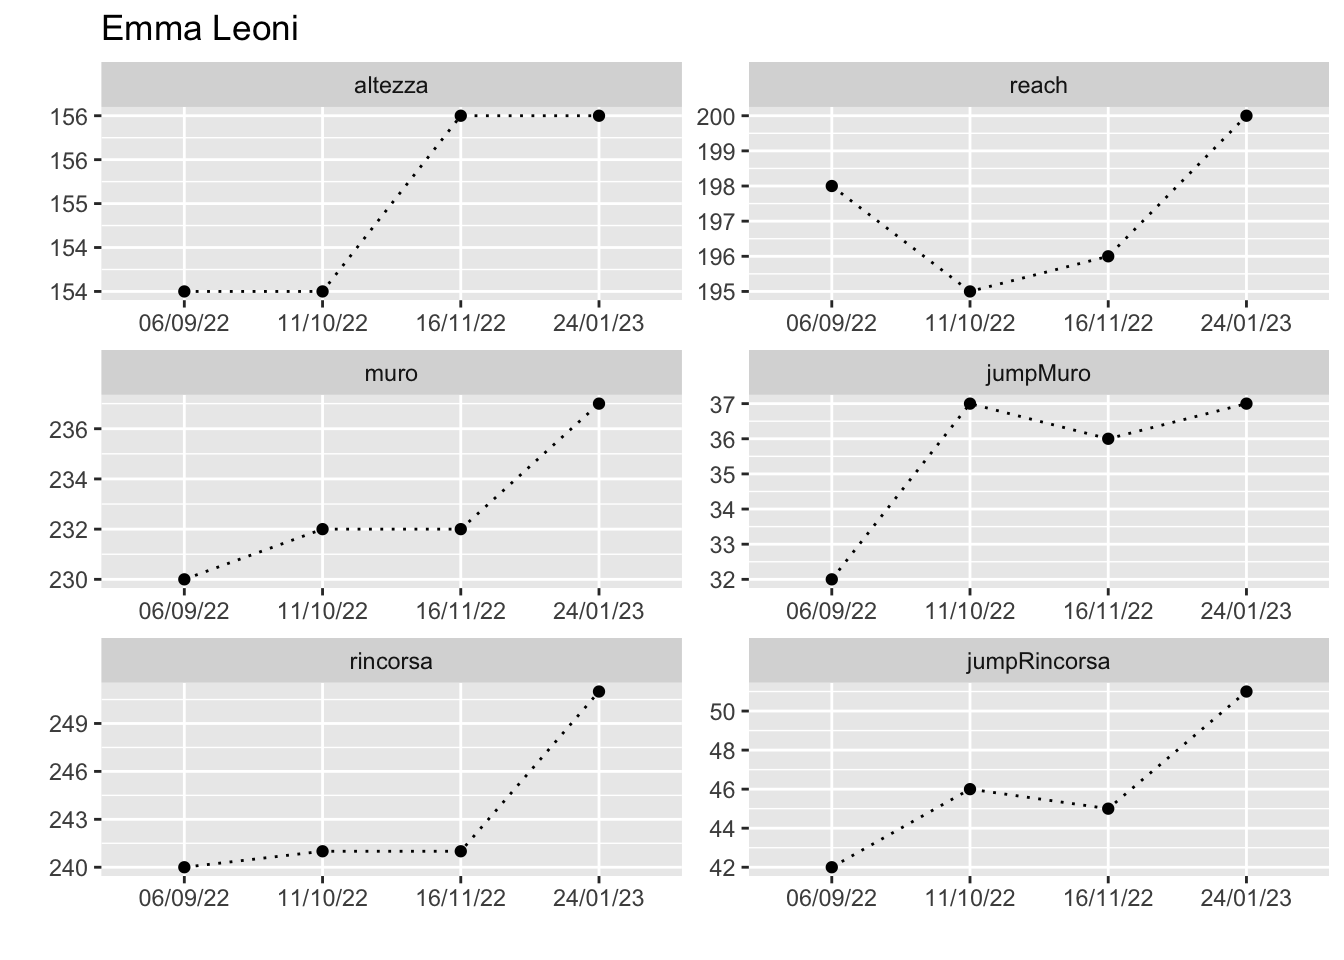 Emma Leoni
altezza
156
156
155
154
154
06/09/22 11/10/22 16/11/22 24/01/23
reach
200
199
198
197
196
195
06/09/22 11/10/22 16/11/22 24/01/23
muro
236
234
232
230
06/09/22 11/10/22 16/11/22 24/01/23
jumpMuro
37
36
35
34
33
32
06/09/22 11/10/22 16/11/22 24/01/23
rincorsa
249
246
243
240
06/09/22 11/10/22 16/11/22 24/01/23
jumpRincorsa
50
48
46
44
42
06/09/22 11/10/22 16/11/22 24/01/23